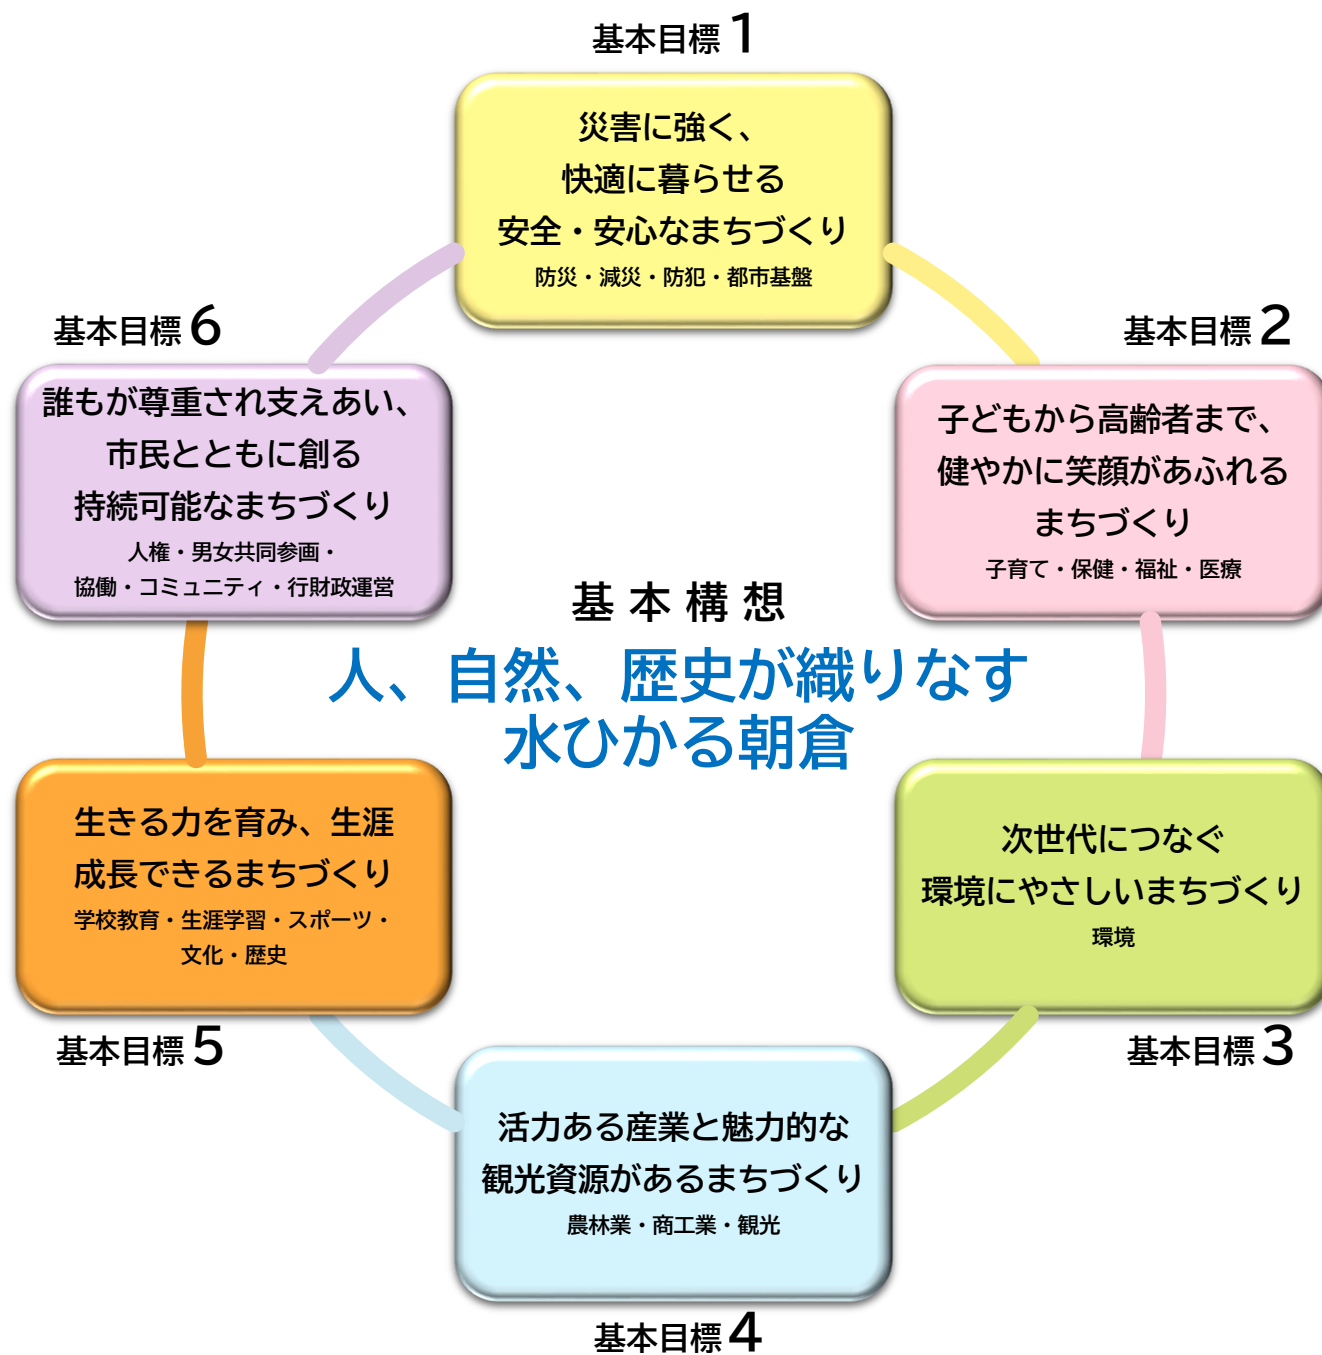 基本目標 1
災害に強く、
快適に暮らせる
安全・安心なまちづくり
防災・減災・防犯・都市基盤
基本目標 2
子どもから高齢者まで、
健やかに笑顔があふれる
まちづくり
子育て・保健・福祉・医療
次世代につなぐ
環境にやさしいまちづくり
環境
基本目標 3
活力ある産業と魅力的な
観光資源があるまちづくり
農林業・商工業・観光
基本目標 4
生きる力を育み、生涯
成長できるまちづくり
学校教育・生涯学習・スポーツ・
文化・歴史
基本目標 5
基本目標 6
誰もが尊重され支えあい、
市民とともに創る
持続可能なまちづくり
人権・男女共同参画・
協働・コミュニティ・行財政運営
基本構想
人、自然、歴史が織りなす
水ひかる朝倉